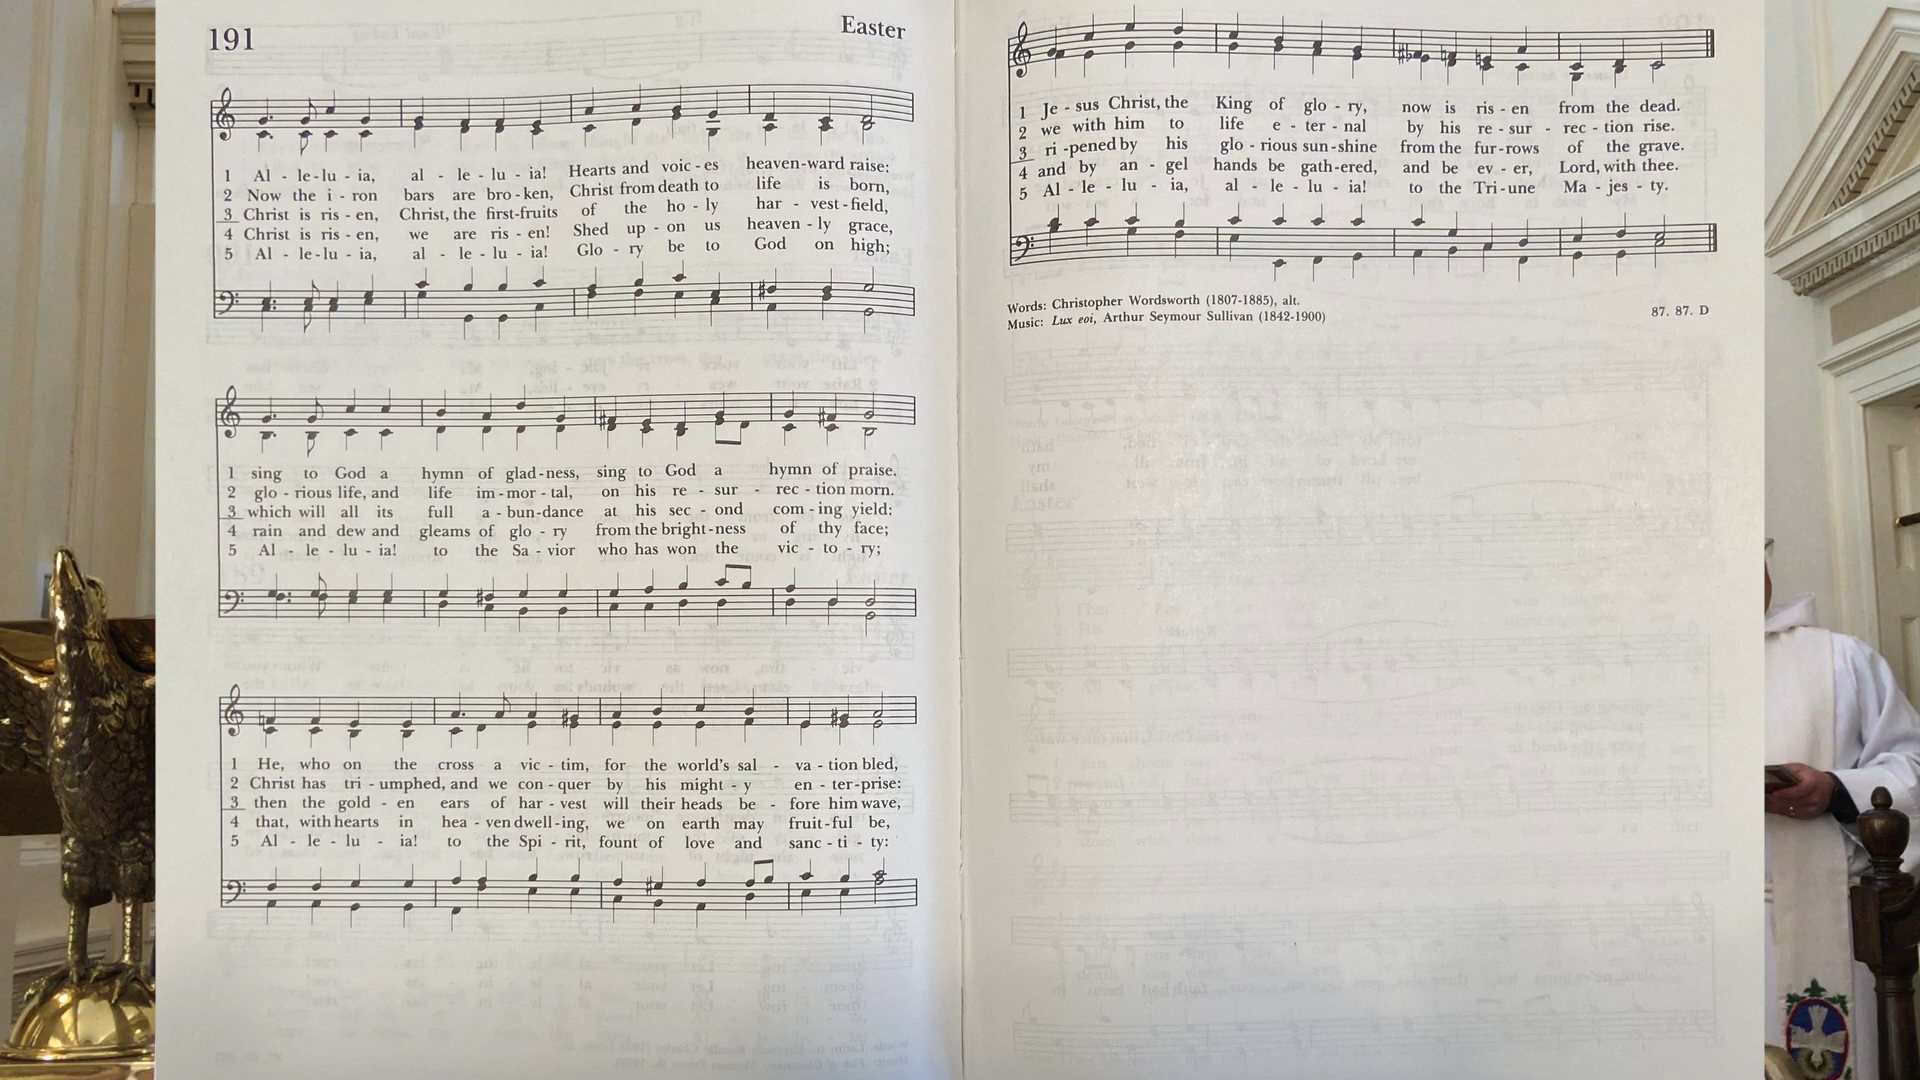 191
Easter
1 Al - le-lu - ia, al - le - lu - ia! Hearts and voic - es heaven-ward raise:
2 Now the i - ron bars are bro - ken, Christ from death to life is born,
3 Christ is ris - en, Christ, the first-fruits of the ho - ly har - vest - field,
4 Christ is ris - en, we are ris - en! Shed up - on us heaven - ly grace,
5 Al - le-lu - ia, al - le - lu - ia! Glo - ry be to God on high;
1 sing to God a hymn of glad - ness, sing to God a hymn of praise.
2 glo - rious life, and life im - mor - tal, on his re - sur - rec - tion morn.
3 which will all its full a - bun-dance at his sec - ond com - ing yield:
4 rain and dew and gleams of glo - ry from the bright-ness of thy face;
5 Al - le - lu - ia! to the Sa - vior who has won the vic - to - ry;
1 He, who on the cross a vic - tim, for the world's sal - va - tion bled,
2 Christ has tri - umphed, and we con - quer by his might - y en - ter-prise:
3 then the gold - en ears of har - vest will their heads be - fore him wave,
4 that, with hearts in hea - ven dwell-ing, we on earth may fruit-ful be,
5 Al - le - lu - ia! to the Spi - rit, fount of love and sanc - ti - ty:
1 Je - sus Christ, the King of glo - ry, now is ris - en from the dead.
2 we with him to life e - ter - nal by his re - sur - rec - tion rise.
3 ri - pened by his glo - rious sun-shine from the fur-rows of the grave.
4 and by an - gel hands be gath-ered, and be ev - er, Lord, with thee.
5 Al - le - lu - ia, al - le - lu - ia! to the Tri-une Ma - jes - ty.
Words: Christopher Wordsworth (1807-1885), alt.
Music: Lux eoi, Arthur Seymour Sullivan (1842-1900)
87. 87. D